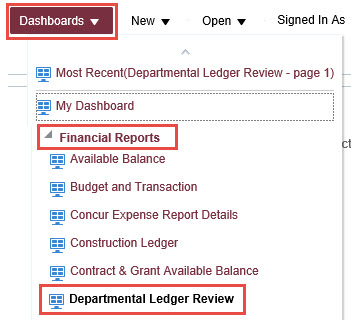 Dashboards New Open Signed In As
Most Recent(Departmental Ledger Review - page 1)
My Dashboard
Financial Reports
ct
Available Balance
Budget and Transaction
Concur Expense Report Details
Construction Ledger
Contract & Grant Available Balance
Departmental Ledger Review